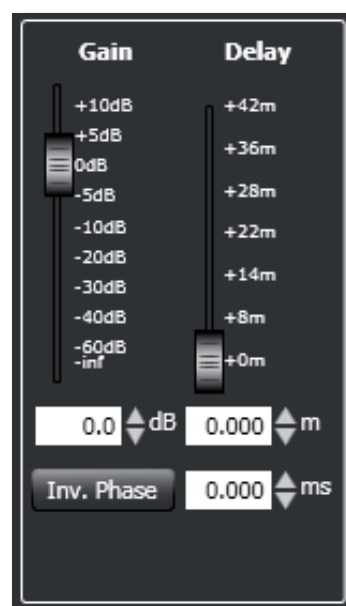 Gain Delay
+10dB +42m
+5dB
+36m
0dB
-5dB +28m
-10dB +22m
-20dB
+14m
-30dB
-40dB +8m
-60dB
-inf +0m
0.0 dB 0.000 m
Inv. Phase 0.000 ms